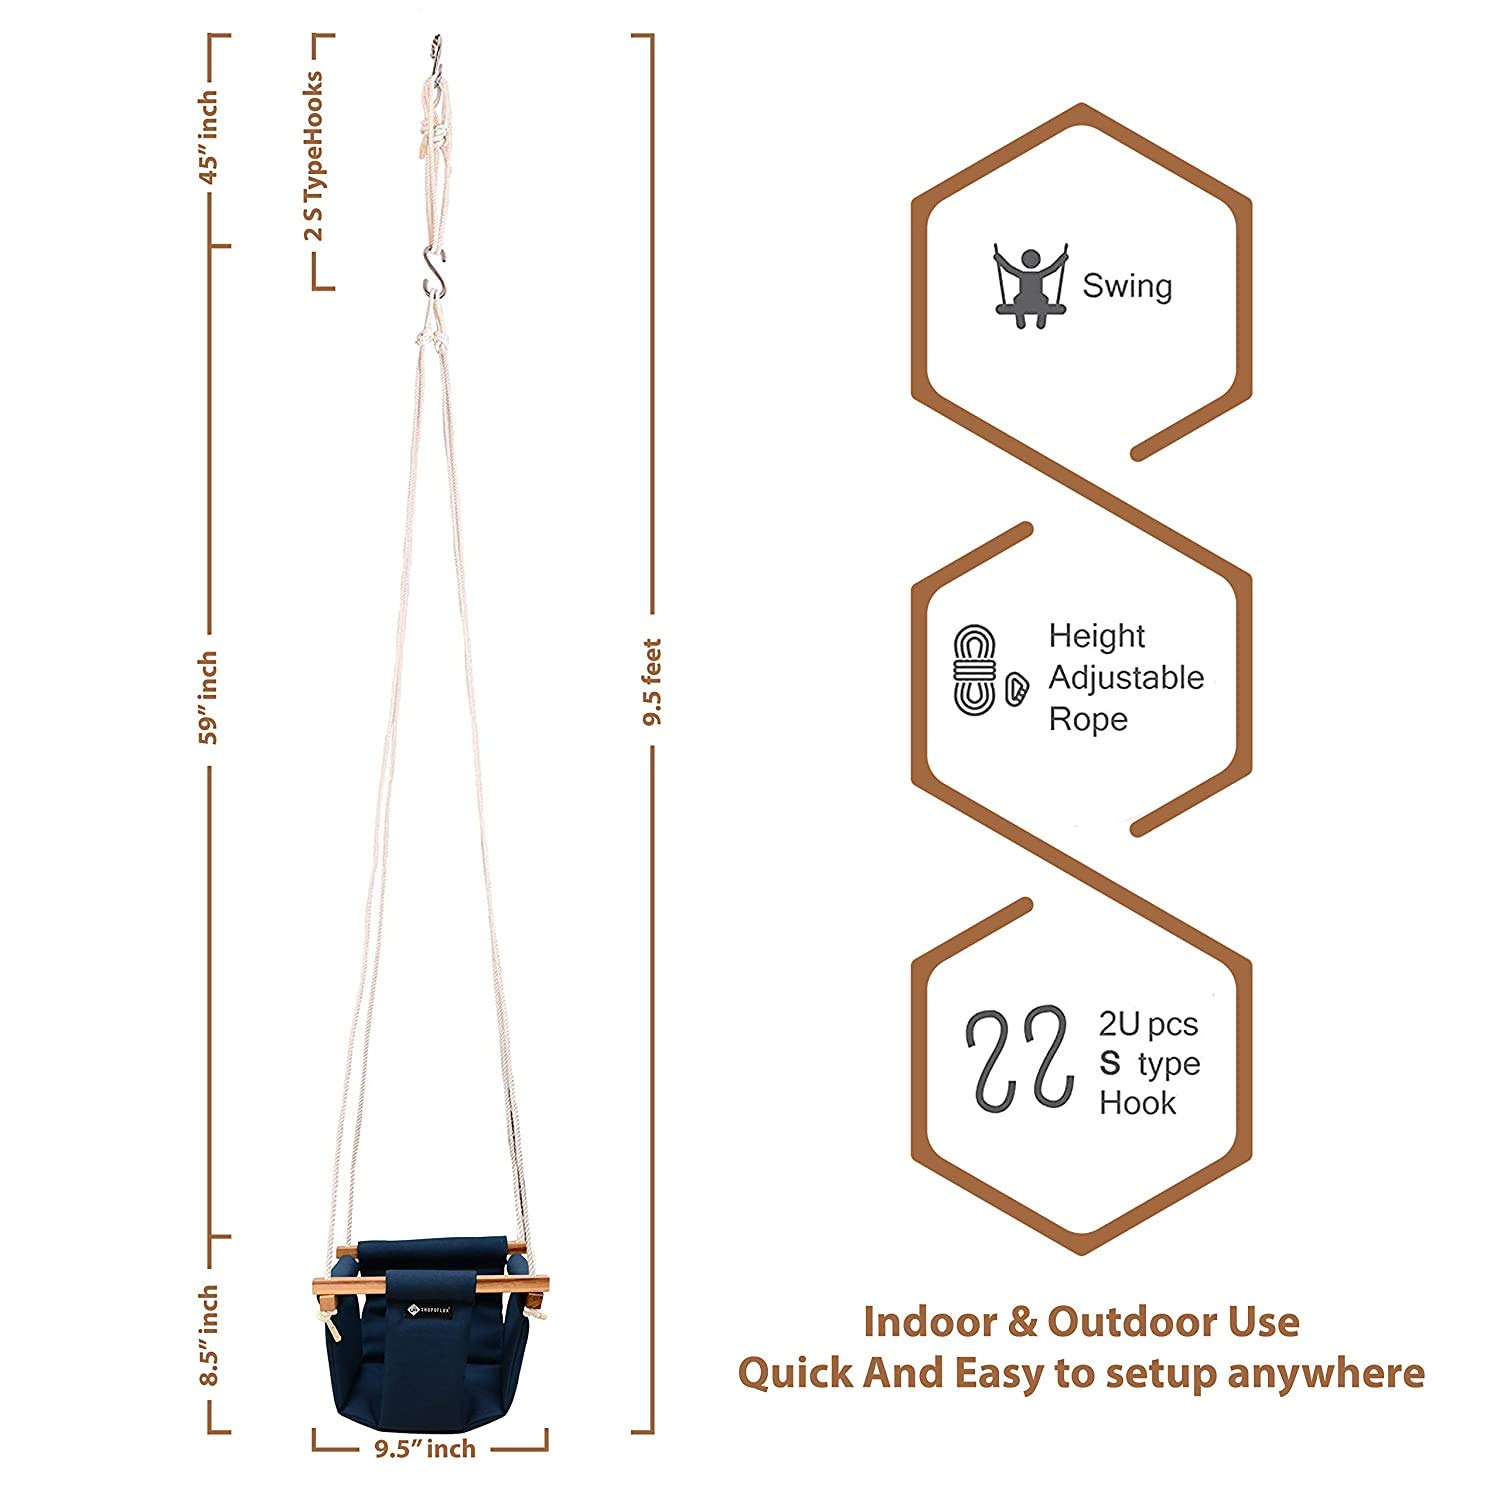 45” inch
2 S TypeHooks
59” inch
9.5 feet
8.5” inch
9.5” inch
SHOPOFLUX
Swing
Height
Adjustable
Rope
2U pcs
S type
Hook
Indoor & Outdoor Use
Quick And Easy to setup anywhere